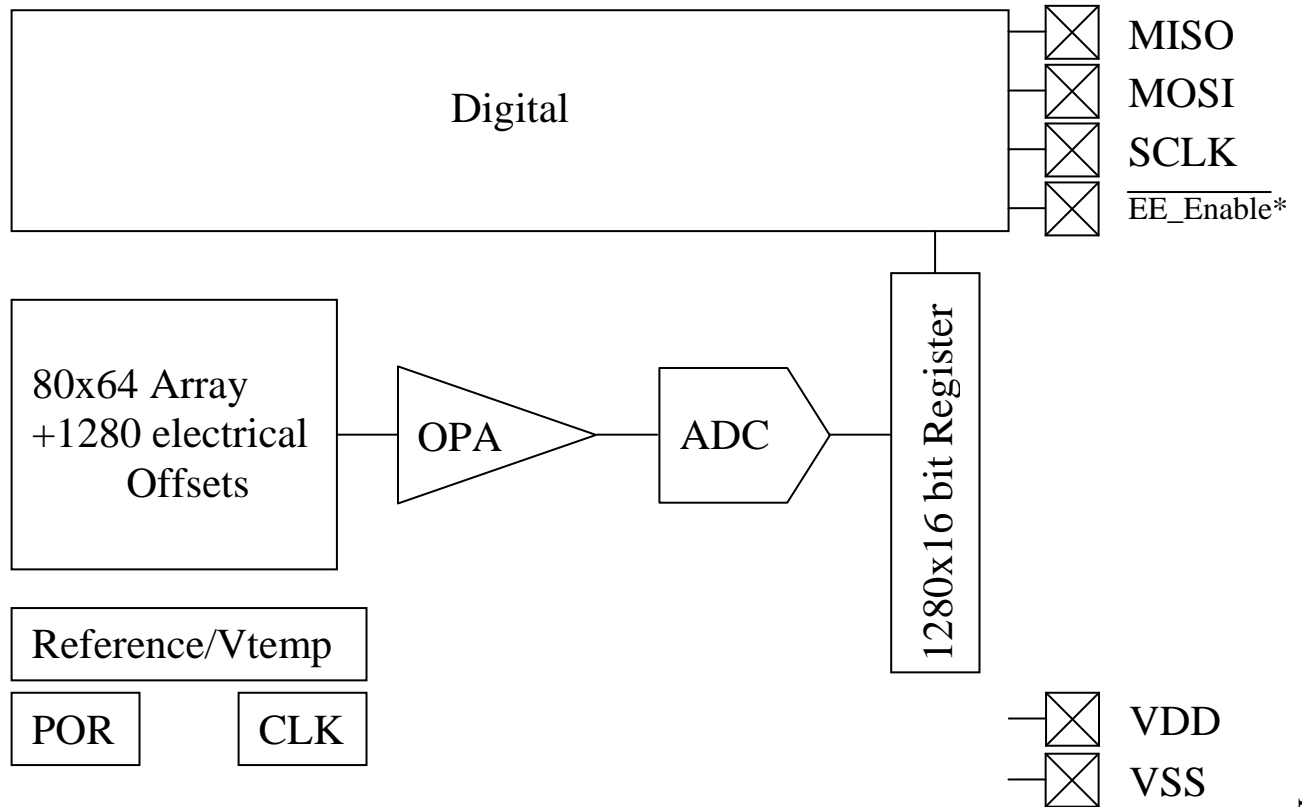 Digital
MISO
MOSI
SCLK
EE_Enable*
80x64 Array
+1280 electrical
Offsets
OPA
ADC
1280x16 bit Register
Reference/Vtemp
POR
CLK
VDD
VSS